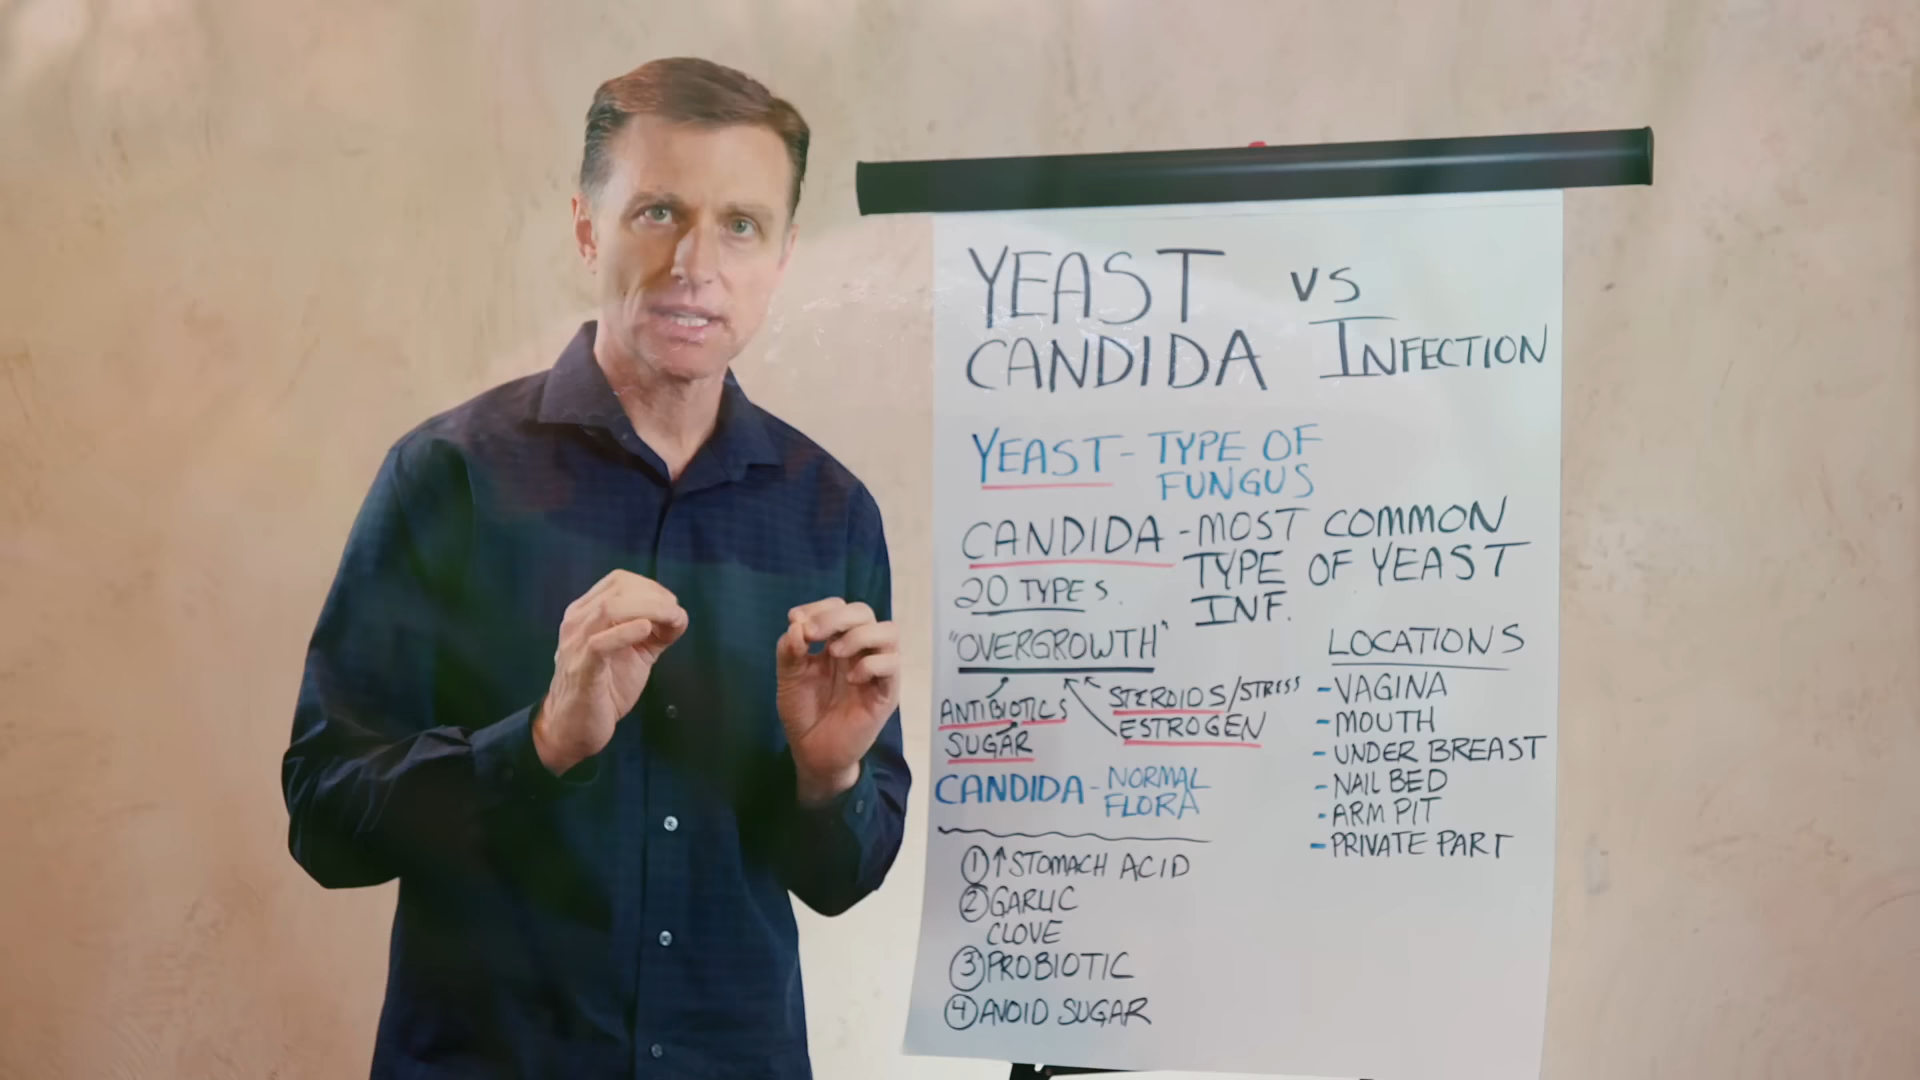 YEAST VS
CANDIDA INFECTION
YEAST - TYPE OF
FUNGUS
CANDIDA - MOST COMMON
TYPE OF YEAST
20 TYPES.
INF.
"OVERGROWTH"
ANTIBIOTICS
SUGAR
STEROIDS/STRESS
ESTROGEN
CANDIDA - NORMAL
FLORA
LOCATIONS
- VAGINA
- MOUTH
- UNDER BREAST
- NAIL BED
- ARM PIT
- PRIVATE PART
① ↑ STOMACH ACID
② GARLIC
CLOVE
③ PROBIOTIC
④ AVOID SUGAR